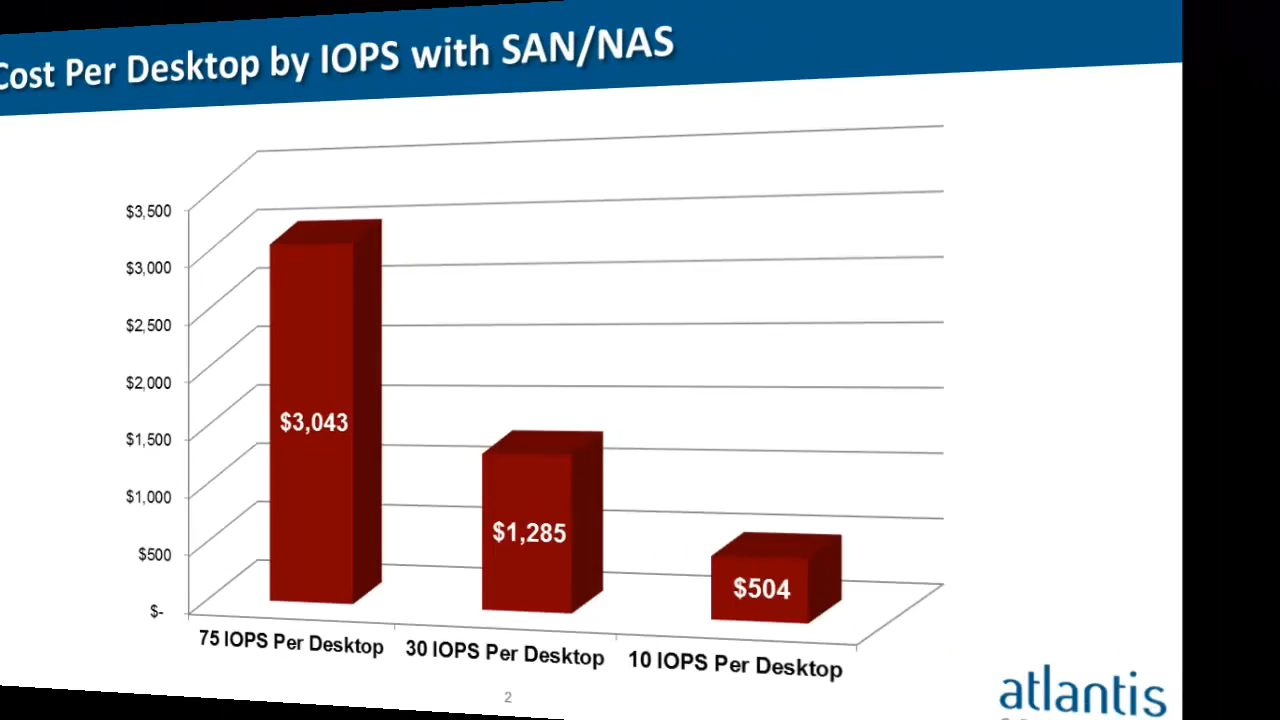 Cost Per Desktop by IOPS with SAN/NAS
$3,500
$3,000
$2,500
$2,000
$1,500
$1,000
$500
$-
$3,043
$1,285
$504
75 IOPS Per Desktop
30 IOPS Per Desktop
10 IOPS Per Desktop
2
atlantis